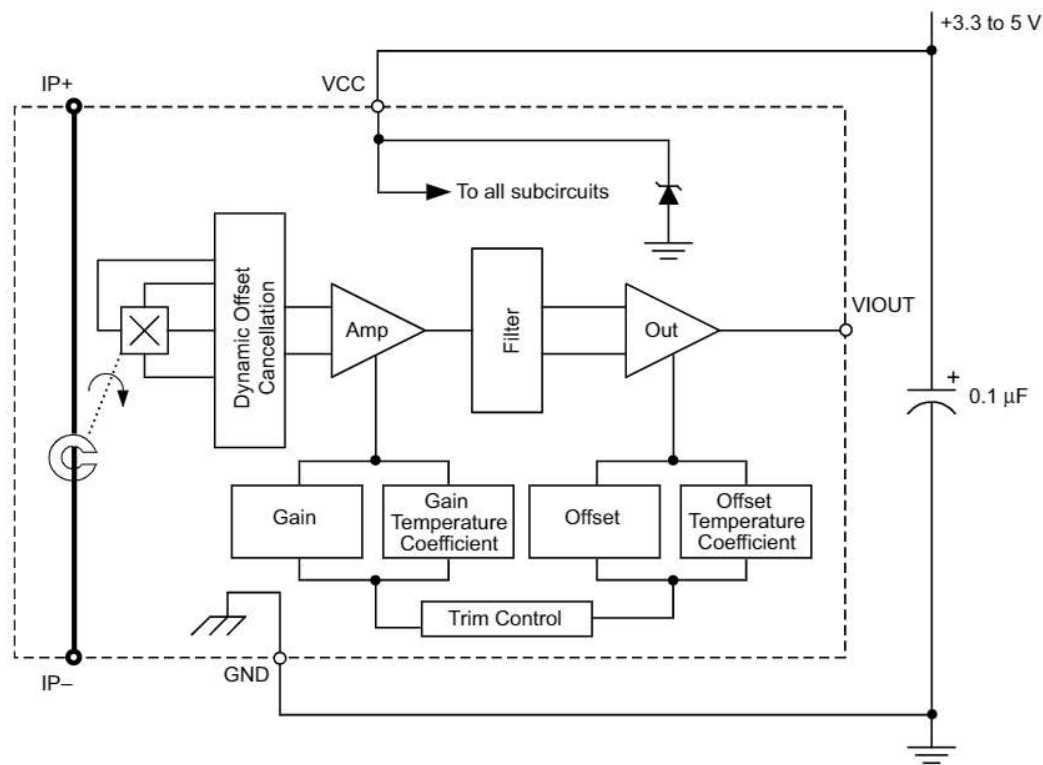 +3.3 to 5 V
IP+
VCC
To all subcircuits
Dynamic Offset
Cancellation
Amp
Filter
Out
VIOUT
+
0.1 μF
Gain
Gain
Temperature
Coefficient
Offset
Offset
Temperature
Coefficient
Trim Control
GND
IP–